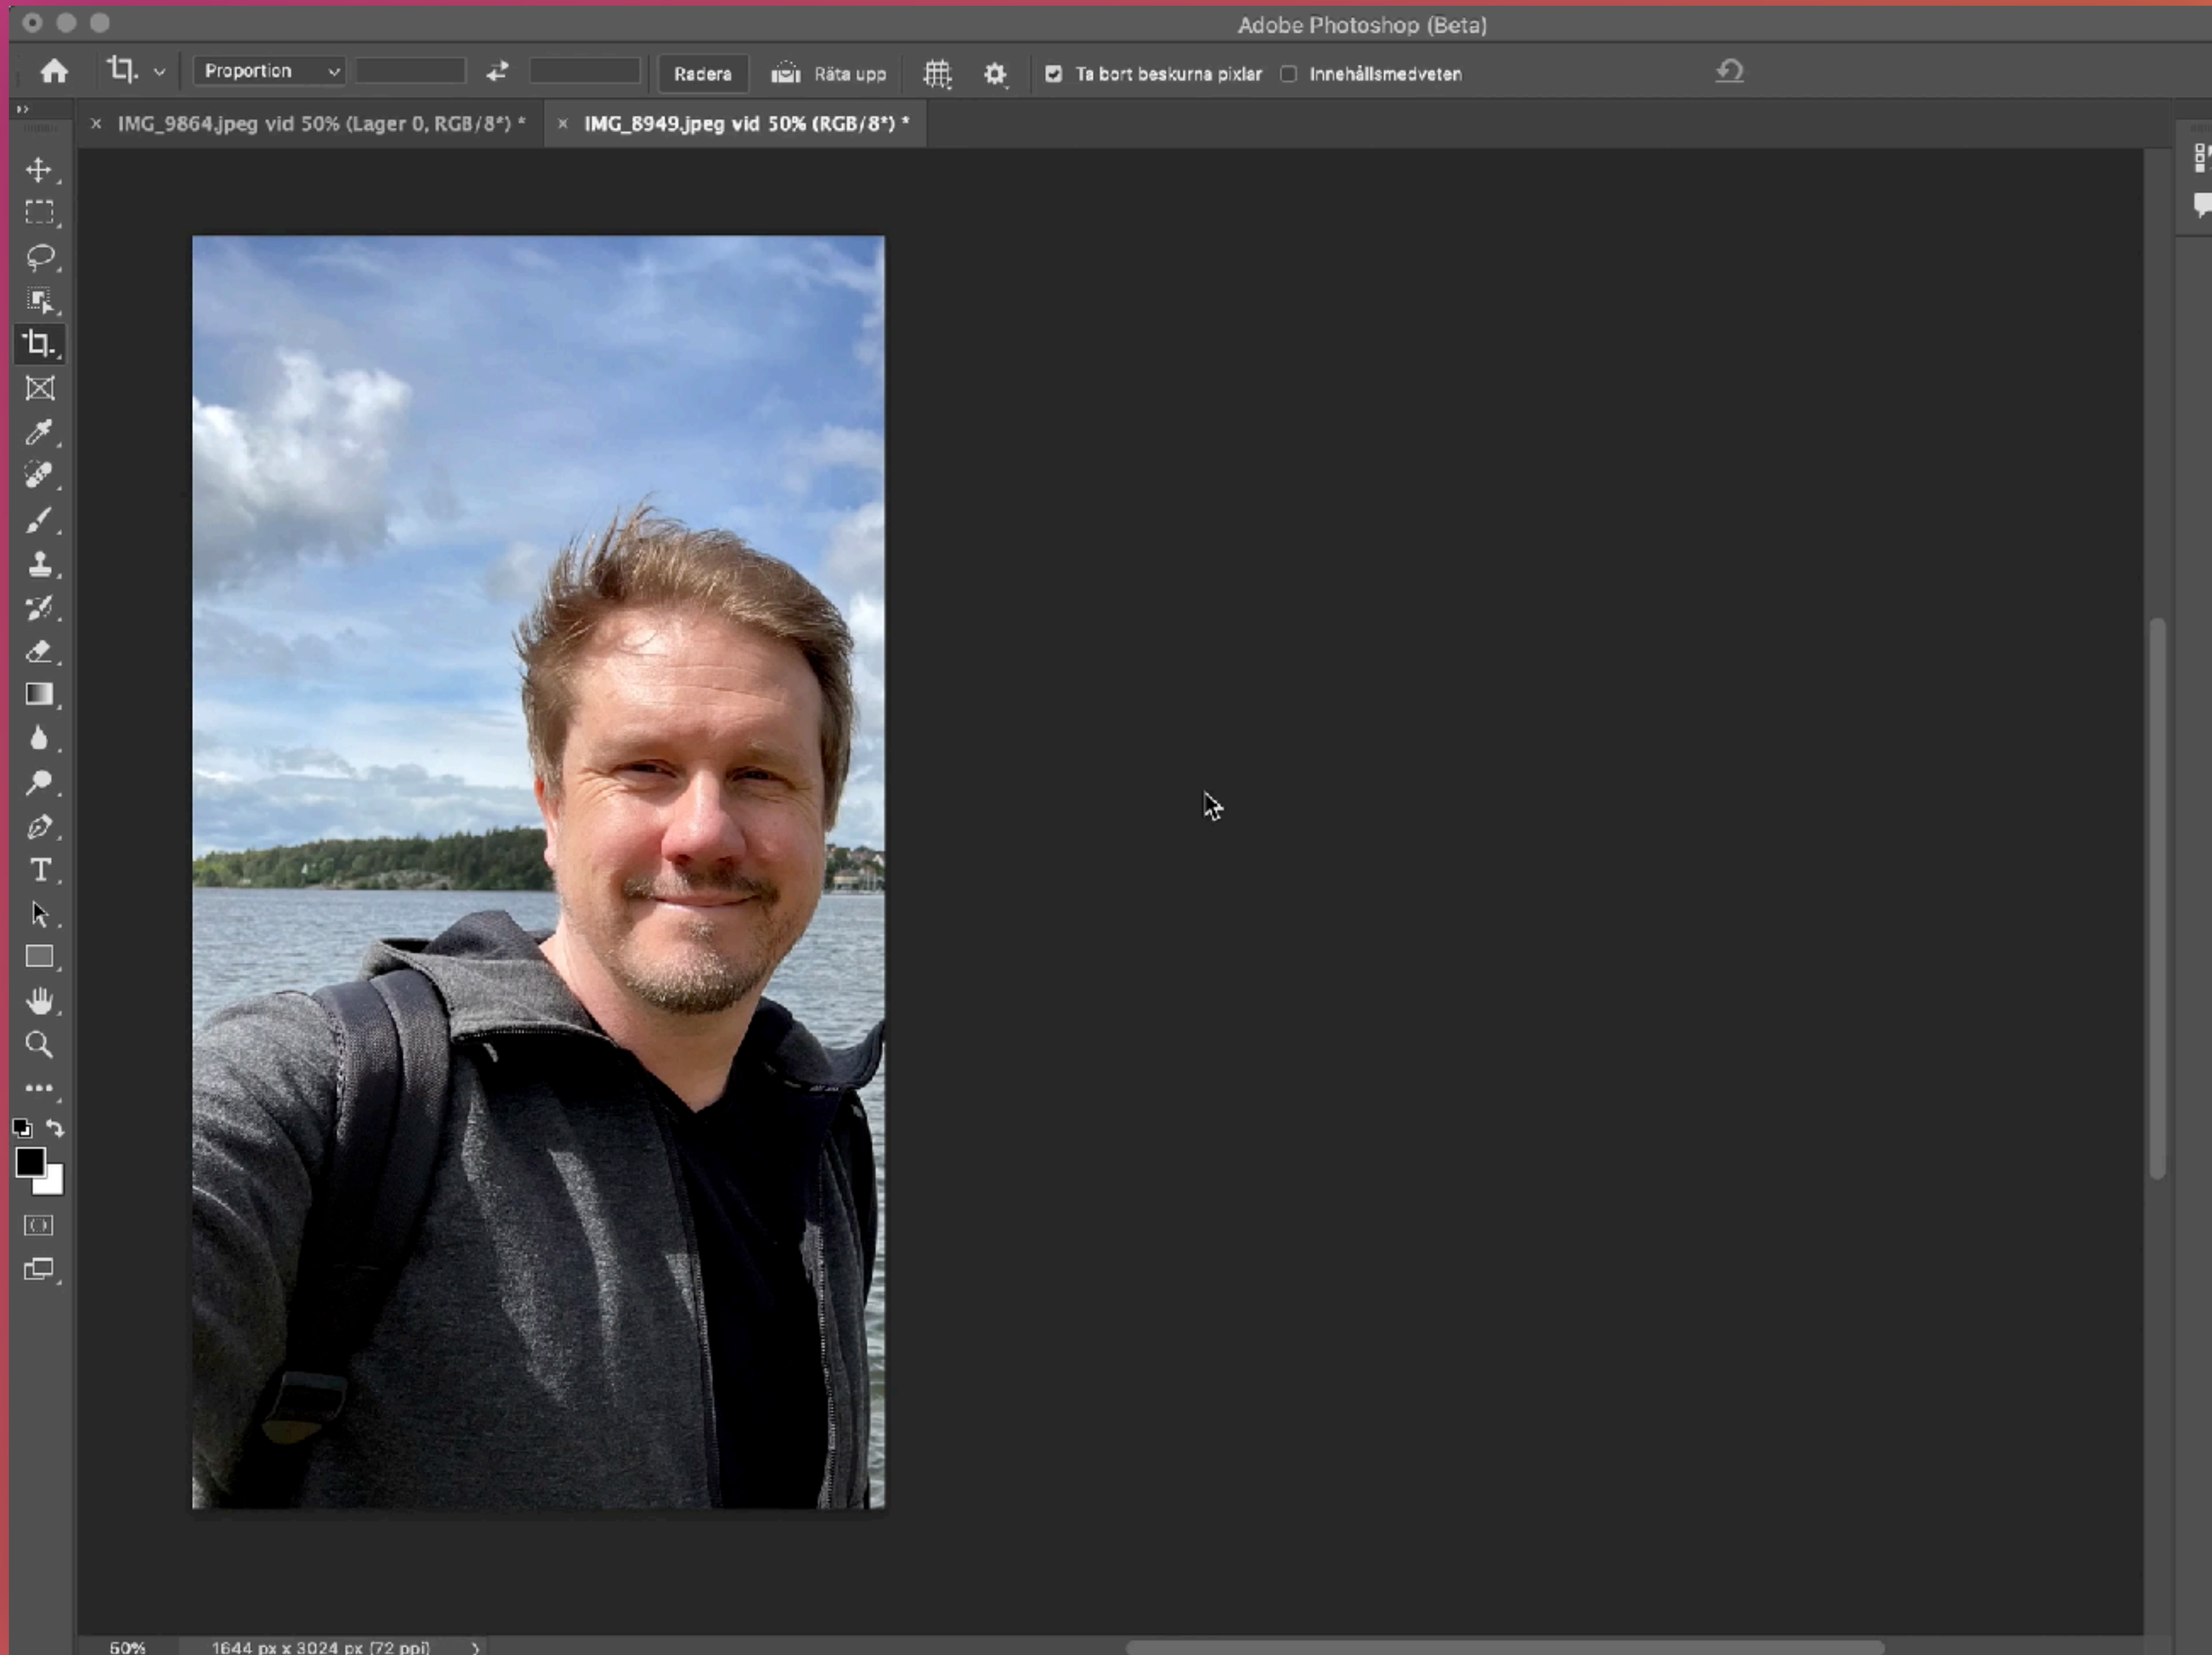 Adobe Photoshop (Beta)
Proportion Radera Räta upp Ta bort beskurna pixlar Innehållsmedveten
× IMG_9864.jpeg vid 50% (Lager 0, RGB/8*) * × IMG_8949.jpeg vid 50% (RGB/8*) *
50% 1644 px x 3024 px (72 ppi)